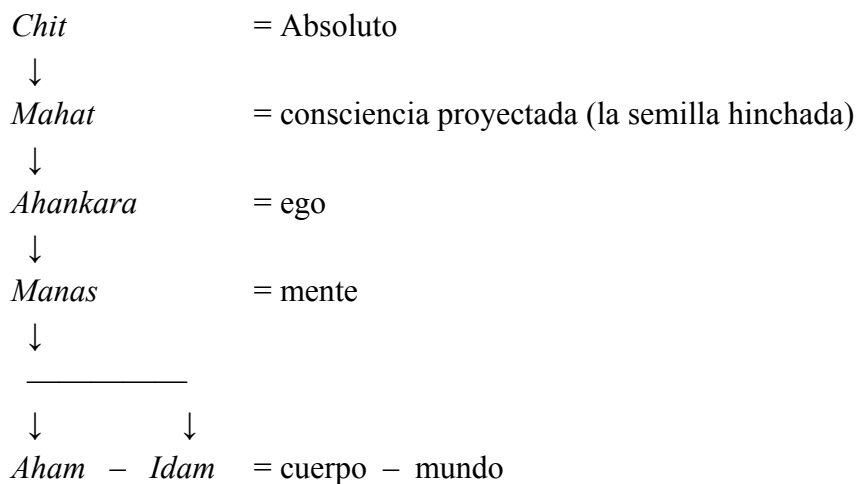 Chit = Absoluto
↓
Mahat = consciencia proyectada (la semilla hinchada)
↓
Ahankara = ego
↓
Manas = mente
↓
↓ ↓
Aham – Idam = cuerpo – mundo